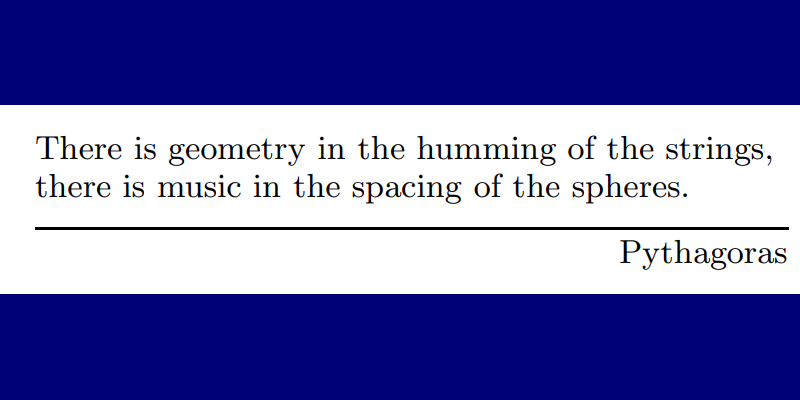 There is geometry in the humming of the strings,
there is music in the spacing of the spheres.
Pythagoras